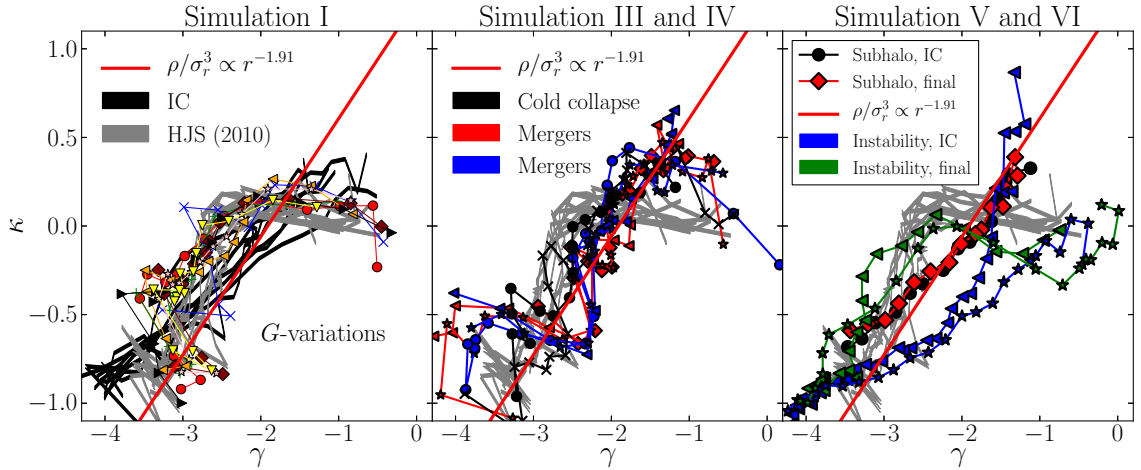 Simulation I
Simulation III and IV
Simulation V and VI
1.0
0.5
0.0
−0.5
−1.0
κ
ρ/σ_r^3 ∝ r^{−1.91}
IC
HJS (2010)
G-variations
−4 −3 −2 −1 0
γ
ρ/σ_r^3 ∝ r^{−1.91}
Cold collapse
Mergers
Mergers
−4 −3 −2 −1 0
γ
Subhalo, IC
Subhalo, final
ρ/σ_r^3 ∝ r^{−1.91}
Instability, IC
Instability, final
−4 −3 −2 −1 0
γ